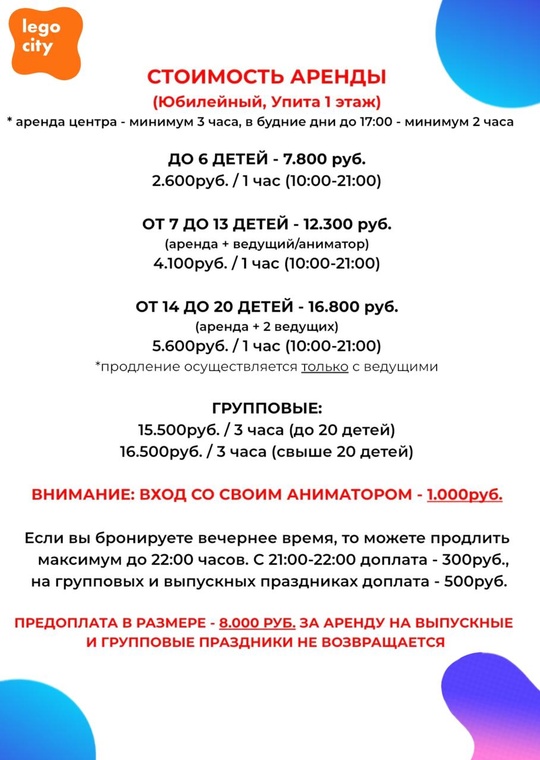 lego
city
СТОИМОСТЬ АРЕНДЫ
(Юбилейный, Упита 1 этаж)
* аренда центра - минимум 3 часа, в будние дни до 17:00 - минимум 2 часа
ДО 6 ДЕТЕЙ - 7.800 руб.
2.600руб. / 1 час (10:00-21:00)
ОТ 7 ДО 13 ДЕТЕЙ - 12.300 руб.
(аренда + ведущий/аниматор)
4.100руб. / 1 час (10:00-21:00)
ОТ 14 ДО 20 ДЕТЕЙ - 16.800 руб.
(аренда + 2 ведущих)
5.600руб. / 1 час (10:00-21:00)
*продление осуществляется только с ведущими
ГРУППОВЫЕ:
15.500руб. / 3 часа (до 20 детей)
16.500руб. / 3 часа (свыше 20 детей)
ВНИМАНИЕ: ВХОД СО СВОИМ АНИМАТОРОМ - 1.000руб.
Если вы бронируете вечернее время, то можете продлить
максимум до 22:00 часов. С 21:00-22:00 доплата - 300руб.,
на групповых и выпускных праздниках доплата - 500руб.
ПРЕДОПЛАТА В РАЗМЕРЕ - 8.000 РУБ. ЗА АРЕНДУ НА ВЫПУСКНЫЕ
И ГРУППОВЫЕ ПРАЗДНИКИ НЕ ВОЗВРАЩАЕТСЯ